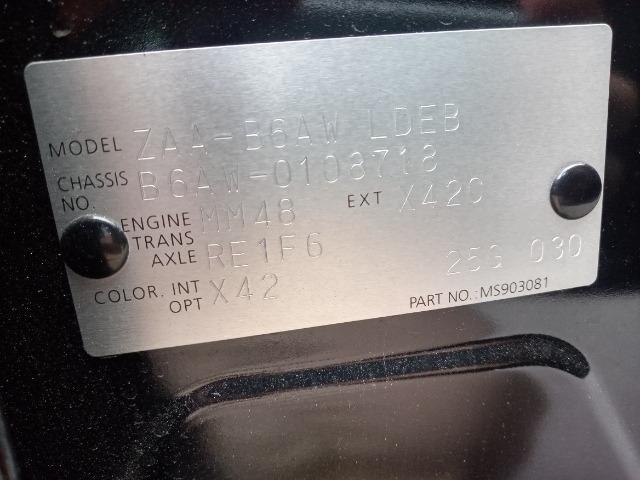 MODEL ZAA-B6AW LDEB
CHASSIS NO. B6AW-0108718
ENGINE MM48 EXT X42C
TRANS AXLE RE1F6
COLOR. INT OPT X42 25G 030
PART NO.:MS903081